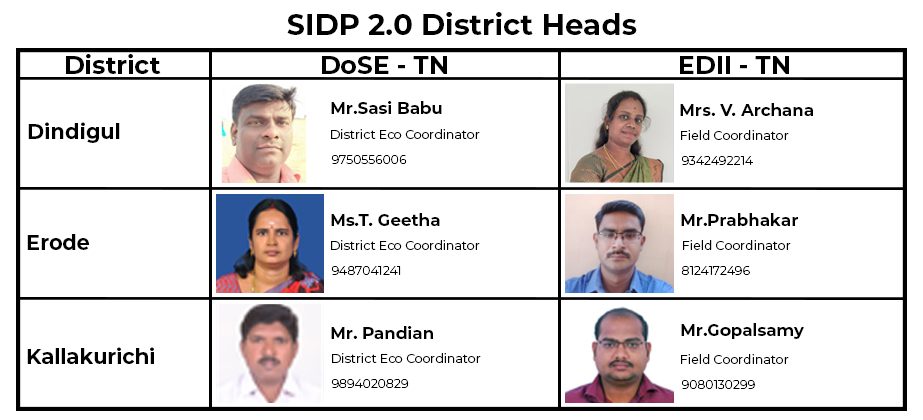 SIDP 2.0 District Heads
District
DoSE - TN
EDII - TN
Dindigul
Mr.Sasi Babu
District Eco Coordinator
9750556006
Mrs. V. Archana
Field Coordinator
9342492214
Erode
Ms.T. Geetha
District Eco Coordinator
9487041241
Mr.Prabhakar
Field Coordinator
8124172496
Kallakurichi
Mr. Pandian
District Eco Coordinator
9894020829
Mr.Gopalsamy
Field Coordinator
9080130299